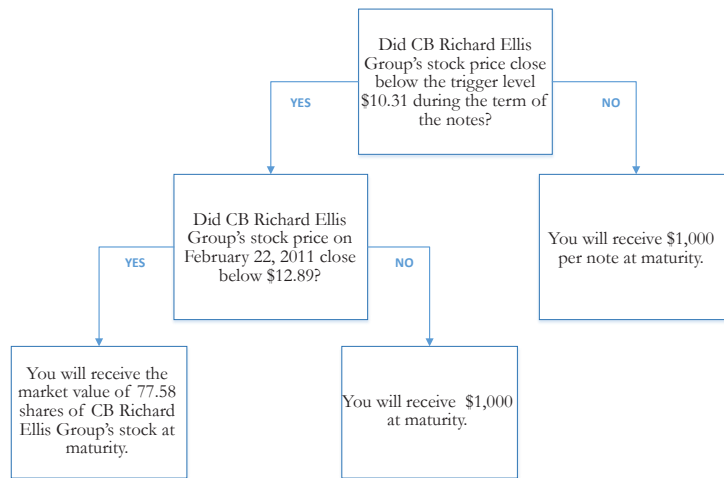 Did CB Richard Ellis
Group's stock price close
below the trigger level
$10.31 during the term of
the notes?
YES
NO
Did CB Richard Ellis
Group's stock price on
February 22, 2011 close
below $12.89?
You will receive $1,000
per note at maturity.
YES
NO
You will receive the
market value of 77.58
shares of CB Richard
Ellis Group's stock at
maturity.
You will receive  $1,000
at maturity.